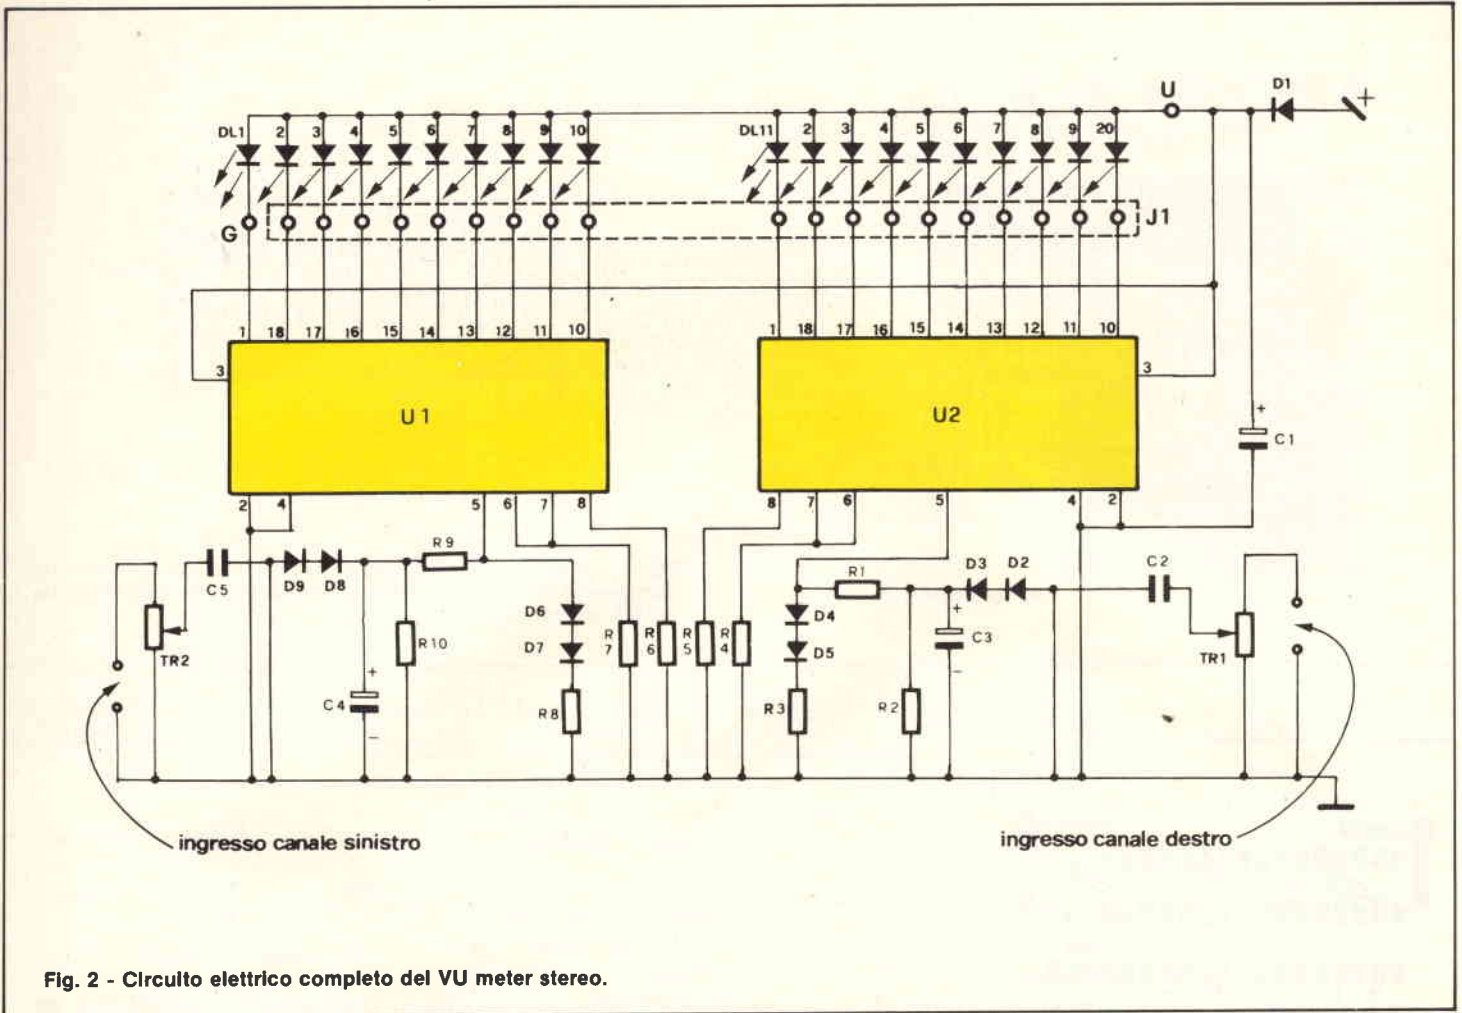 U D1 +
DL1 2 3 4 5 6 7 8 9 10 DL11 2 3 4 5 6 7 8 9 20
G J1
1 18 17 16 15 14 13 12 11 10 1 18 17 16 15 14 13 12 11 10
3 3
U1 U2
+
C1
2 4 5 6 7 8 8 7 6 5 4 2
R9
C5 D9 D8 R1 D3 D2 C2
D6 D4 +
R10 D7 R7 R6 R5 R4 D5 C3
TR2 TR1
+ −
C4 R8 R3 R2
−
ingresso canale sinistro ingresso canale destro
Fig. 2 - Circuito elettrico completo del VU meter stereo.